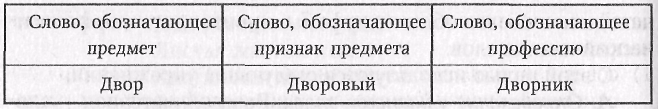 Слово, обозначающее предмет
Слово, обозначающее признак предмета
Слово, обозначающее профессию
Двор
Дворовый
Дворник